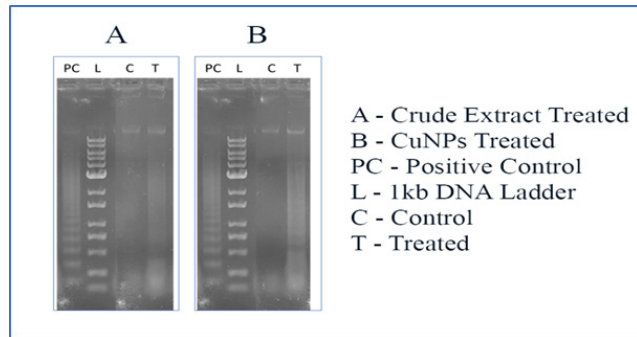 A B
PC L C T PC L C T
A - Crude Extract Treated
B - CuNPs Treated
PC - Positive Control
L - 1kb DNA Ladder
C - Control
T - Treated